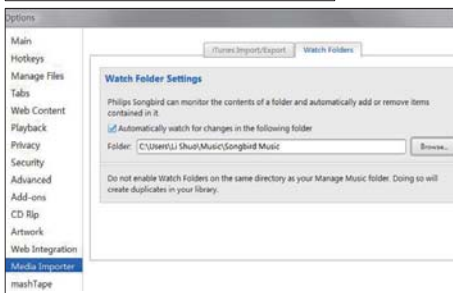 Options
Main
Hotkeys
Manage Files
Tabs
Web Content
Playback
Privacy
Security
Advanced
Add-ons
CD Rip
Artwork
Web Integration
Media Importer
mashTape
iTunes Import/Export
Watch Folders
Watch Folder Settings
Philips Songbird can monitor the contents of a folder and automatically add or remove items
contained in it.
Automatically watch for changes in the following folder
Folder: C:\Users\Li Shuo\Music\Songbird Music
Browse...
Do not enable Watch Folders on the same directory as your Manage Music folder. Doing so will
create duplicates in your library.